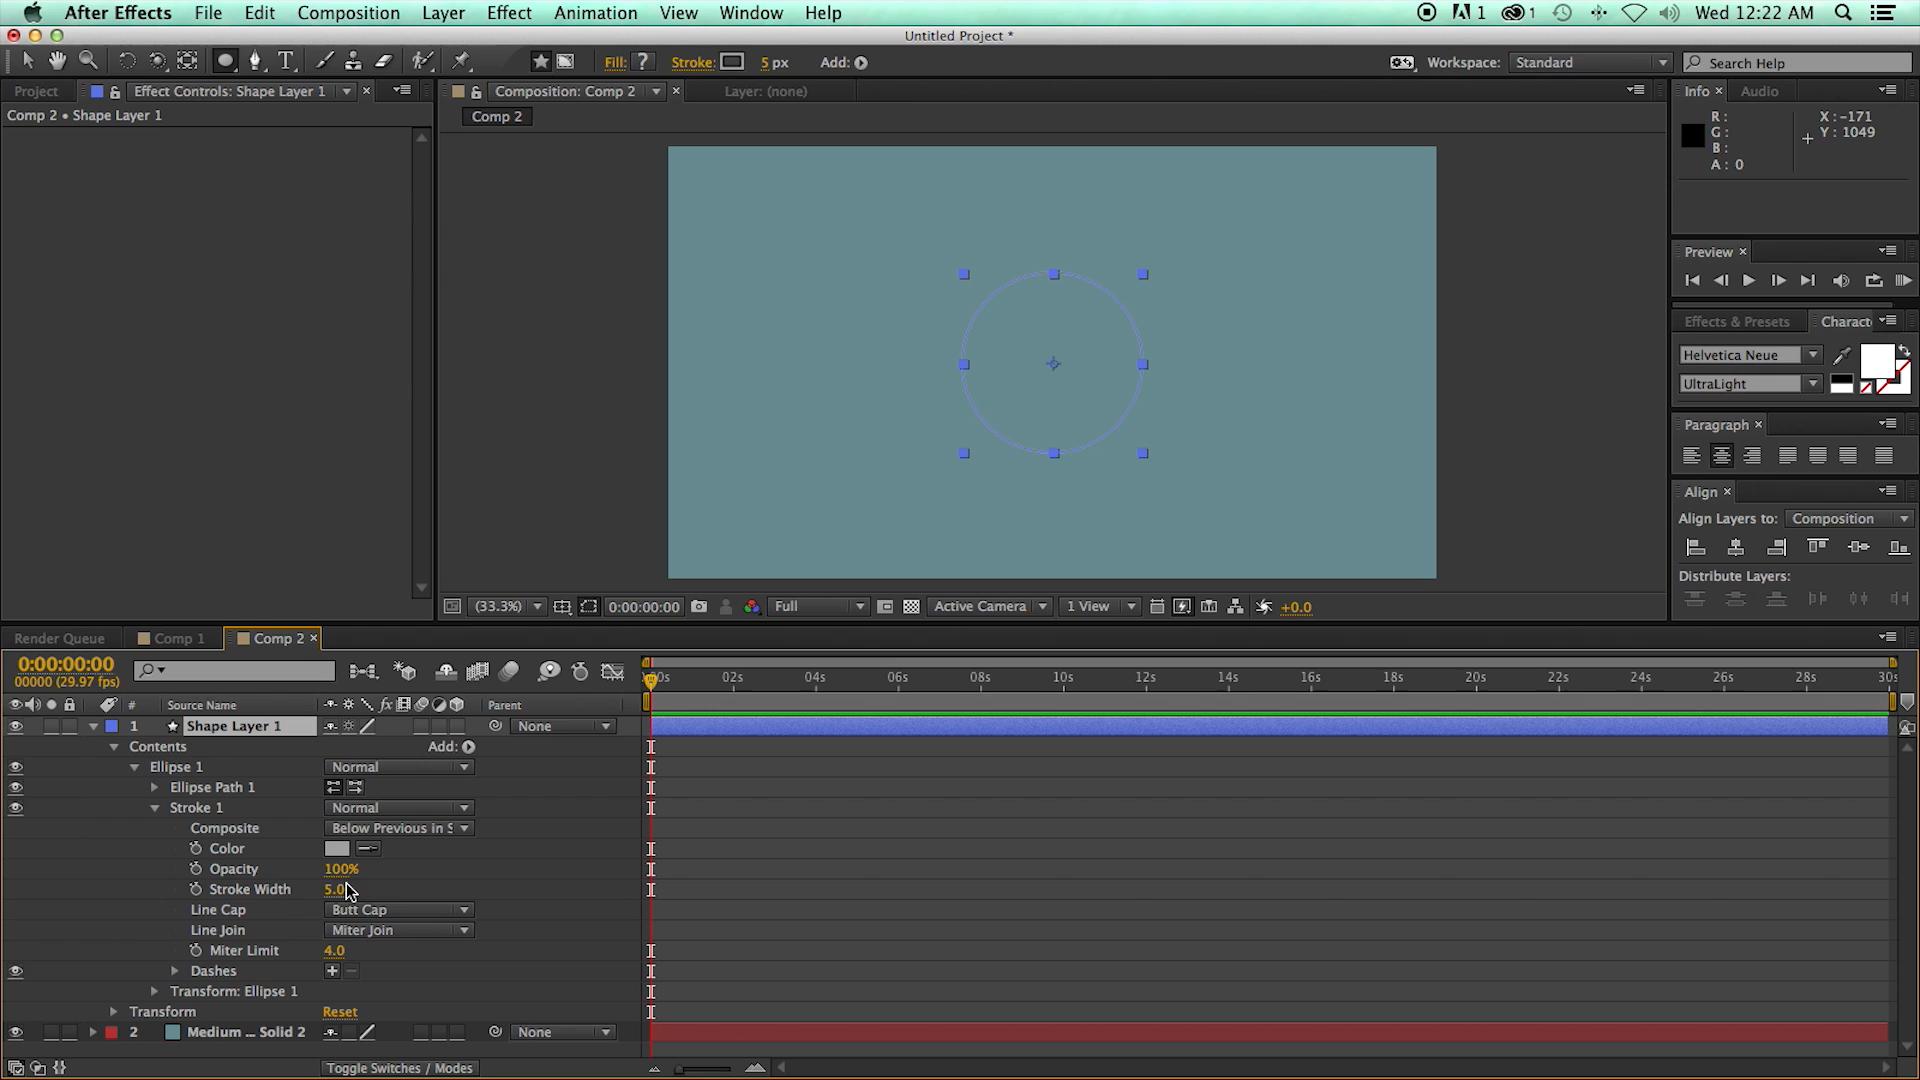 After Effects File Edit Composition Layer Effect Animation View Window Help 1 1 Wed 12:22 AM
Untitled Project *
Fill: ? Stroke: 5 px Add: Workspace: Standard Search Help
Project Effect Controls: Shape Layer 1 Composition: Comp 2 Layer: (none) Info Audio
Comp 2 • Shape Layer 1 Comp 2
R: X: -171
G: Y: 1049
B:
A: 0
Preview
Effects & Presets Charact
Helvetica Neue
UltraLight
Paragraph
Align
Align Layers to: Composition
Distribute Layers:
(33.3%) 0:00:00:00 Full Active Camera 1 View +0.0
Render Queue Comp 1 Comp 2
0:00:00:00
00000 (29.97 fps)
02s 04s 06s 08s 10s 12s 14s 16s 18s 20s 22s 24s 26s 28s 30s
# Source Name fx Parent
1 Shape Layer 1 None
Contents Add:
Ellipse 1 Normal
Ellipse Path 1
Stroke 1 Normal
Composite Below Previous in S
Color
Opacity 100%
Stroke Width 5.0
Line Cap Butt Cap
Line Join Miter Join
Miter Limit 4.0
Dashes
Transform: Ellipse 1
Transform Reset
2 Medium ... Solid 2 None
Toggle Switches / Modes